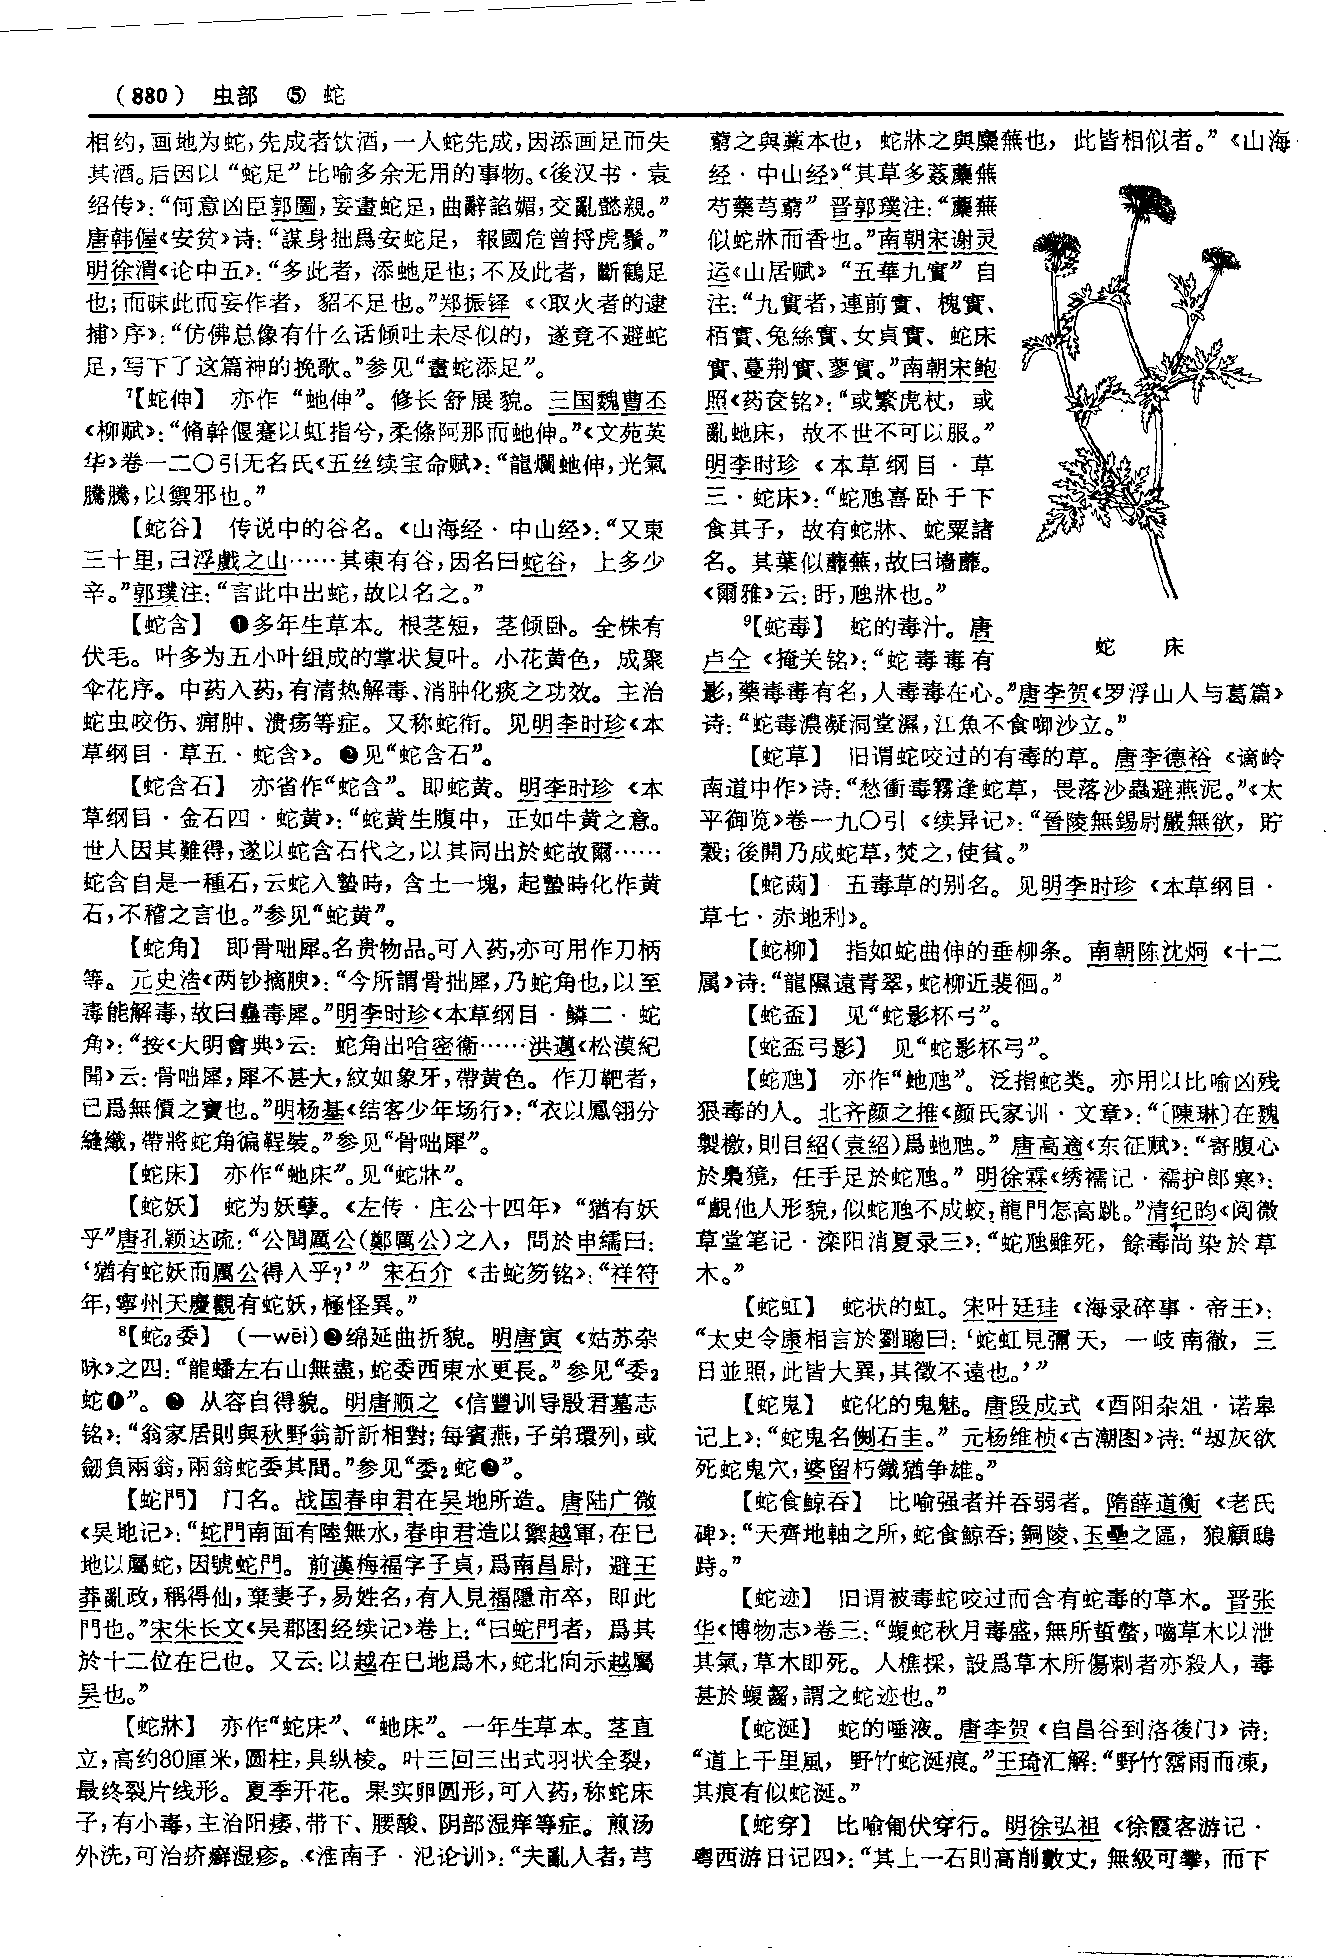 (880) 虫部 ⑤ 蛇
相约,画地为蛇,先成者饮酒,一人蛇先成,因添画足而失
其酒。后因以“蛇足”比喻多余无用的事物。《後汉书·袁
绍传》:“何意凶臣郭圖,妄畫蛇足,曲辭諂媚,交亂懿親。”
唐韩偓《安贫》诗:“謀身拙爲安蛇足,報國危曾捋虎鬚。”
明徐渭《论中五》:“多此者,添虵足也;不及此者,斷鶴足
也;而昧此而妄作者,貂不足也。”郑振铎《〈取火者的逮
捕〉序》:“仿佛总像有什么话倾吐未尽似的,遂竟不避蛇
足,写下了这篇神的挽歌。”参见“畫蛇添足”。
7【蛇伸】 亦作“虵伸”。修长舒展貌。三国魏曹丕
《柳赋》:“脩幹偃蹇以虹指兮,柔條阿那而虵伸。”《文苑英
华》卷一二〇引无名氏《五丝续宝命赋》:“龍爛虵伸,光氣
騰騰,以禦邪也。”
【蛇谷】 传说中的谷名。《山海经·中山经》:“又東
三十里,曰浮戲之山……其東有谷,因名曰蛇谷,上多少
辛。”郭璞注:“言此中出蛇,故以名之。”
【蛇含】 ❶多年生草本。根茎短,茎倾卧。全株有
伏毛。叶多为五小叶组成的掌状复叶。小花黄色,成聚
伞花序。中药入药,有清热解毒、消肿化痰之功效。主治
蛇虫咬伤、痈肿、溃疡等症。又称蛇衔。见明李时珍《本
草纲目·草五·蛇含》。❷见“蛇含石”。
【蛇含石】 亦省作“蛇含”。即蛇黄。明李时珍《本
草纲目·金石四·蛇黄》:“蛇黄生腹中,正如牛黄之意。
世人因其難得,遂以蛇含石代之,以其同出於蛇故爾……
蛇含自是一種石,云蛇入蟄時,含土一塊,起蟄時化作黄
石,不稽之言也。”参见“蛇黄”。
【蛇角】 即骨咄犀。名贵物品。可入药,亦可用作刀柄
等。元史浩《两钞摘腴》:“今所謂骨拙犀,乃蛇角也,以至
毒能解毒,故曰蠱毒犀。”明李时珍《本草纲目·鳞二·蛇
角》:“按《大明會典》云:蛇角出哈密衛……洪邁《松漠紀
聞》云:骨咄犀,犀不甚大,紋如象牙,帶黄色。作刀靶者,
已爲無價之寶也。”明杨基《结客少年场行》:“衣以鳳翎分
縫織,帶將蛇角徧鞓裝。”参见“骨咄犀”。
【蛇床】 亦作“虵床”。见“蛇牀”。
【蛇妖】 蛇为妖孽。《左传·庄公十四年》“猶有妖
乎”唐孔颖达疏:“公聞厲公(鄭厲公)之入,問於申繻曰:
‘猶有蛇妖而厲公得入乎?’” 宋石介《击蛇笏铭》:“祥符
年,寧州天慶觀有蛇妖,極怪異。”
8【蛇₂委】 (—wēi)❷绵延曲折貌。明唐寅《姑苏杂
咏》之四:“龍蟠左右山無盡,蛇委西東水更長。”参见“委₂
蛇❶”。❷ 从容自得貌。明唐顺之《信豐训导殷君墓志
铭》:“翁家居則與秋野翁訢訢相對;每賓燕,子弟環列,或
劒負兩翁,兩翁蛇委其間。”参见“委₂蛇❷”。
【蛇門】 门名。战国春申君在吴地所造。唐陆广微
《吴地记》:“蛇門南面有陸無水,春申君造以禦越軍,在巳
地以屬蛇,因號蛇門。前漢梅福字子貞,爲南昌尉,避王
莽亂政,稱得仙,棄妻子,易姓名,有人見福隱市卒,即此
門也。”宋朱长文《吴郡图经续记》卷上:“曰蛇門者,爲其
於十二位在巳也。又云:以越在巳地爲木,蛇北向示越屬
吴也。”
【蛇牀】 亦作“蛇床”、“虵床”。一年生草本。茎直
立,高约80厘米,圆柱,具纵棱。叶三回三出式羽状全裂,
最终裂片线形。夏季开花。果实卵圆形,可入药,称蛇床
子,有小毒,主治阳痿、带下、腰酸、阴部湿痒等症。煎汤
外洗,可治疥癣湿疹。《淮南子·氾论训》:“夫亂人者,芎
藭之與藁本也,蛇牀之與麋蕪也,此皆相似者。”《山海
经·中山经》“其草多䓘蘪蕪
芍藥芎藭” 晋郭璞注:“蘪蕪
似蛇牀而香也。”南朝宋谢灵
运《山居赋》“五華九實”自
注:“九實者,連前實、槐實、
栢實、兔絲實、女貞實、蛇床
實、蔓荆實、蓼實。”南朝宋鲍
照《药奁铭》:“或繁虎杖,或
亂虵床,故不世不可以服。”
明李时珍《本草纲目·草
三·蛇床》:“蛇虺喜卧于下
食其子,故有蛇牀、蛇粟諸
名。其葉似蘼蕪,故曰墙蘼。
《爾雅》云:盱,虺牀也。”
蛇 床
9【蛇毒】 蛇的毒汁。唐
卢仝《掩关铭》:“蛇毒毒有
影,藥毒毒有名,人毒毒在心。”唐李贺《罗浮山人与葛篇》
诗:“蛇毒濃凝洞堂濕,江魚不食啣沙立。”
【蛇草】 旧谓蛇咬过的有毒的草。唐李德裕《谪岭
南道中作》诗:“愁衝毒霧逢蛇草,畏落沙蟲避燕泥。”《太
平御览》卷一九〇引《续异记》:“晉陵無錫尉嚴無欲,貯
穀;後開乃成蛇草,焚之,使貧。”
【蛇䓊】 五毒草的别名。见明李时珍《本草纲目·
草七·赤地利》。
【蛇柳】 指如蛇曲伸的垂柳条。南朝陈沈炯《十二
属》诗:“龍隰遠青翠,蛇柳近裴徊。”
【蛇盃】 见“蛇影杯弓”。
【蛇盃弓影】 见“蛇影杯弓”。
【蛇虺】 亦作“虵虺”。泛指蛇类。亦用以比喻凶残
狠毒的人。北齐颜之推《颜氏家训·文章》:“〔陳琳〕在魏
製檄,則目紹(袁紹)爲虵虺。” 唐高適《东征赋》:“寄腹心
於梟獍,任手足於蛇虺。” 明徐霖《绣襦记·襦护郎寒》:
“覷他人形貌,似蛇虺不成蛟,龍門怎高跳。”清纪昀《阅微
草堂笔记·滦阳消夏录三》:“蛇虺雖死,餘毒尚染於草
木。”
【蛇虹】 蛇状的虹。宋叶廷珪《海录碎事·帝王》:
“太史令康相言於劉聰曰:‘蛇虹見彌天,一岐南徹,三
日並照,此皆大異,其徵不遠也。’”
【蛇鬼】 蛇化的鬼魅。唐段成式《酉阳杂俎·诺皋
记上》:“蛇鬼名側石圭。” 元杨维桢《古潮图》诗:“刼灰欲
死蛇鬼穴,婆留朽鐵猶争雄。”
【蛇食鲸吞】 比喻强者并吞弱者。隋薛道衡《老氏
碑》:“天齊地軸之所,蛇食鯨吞;銅陵、玉壘之區,狼顧鴟
跱。”
【蛇迹】 旧谓被毒蛇咬过而含有蛇毒的草木。晋张
华《博物志》卷三:“蝮蛇秋月毒盛,無所蜇螫,嚙草木以泄
其氣,草木即死。人樵採,設爲草木所傷刺者亦殺人,毒
甚於蝮齧,謂之蛇迹也。”
【蛇涎】 蛇的唾液。唐李贺《自昌谷到洛後门》诗:
“道上千里風,野竹蛇涎痕。”王琦汇解:“野竹霑雨而凍,
其痕有似蛇涎。”
【蛇穿】 比喻匍伏穿行。明徐弘祖《徐霞客游记·
粤西游日记四》:“其上一石則高削數丈,無級可攀,而下